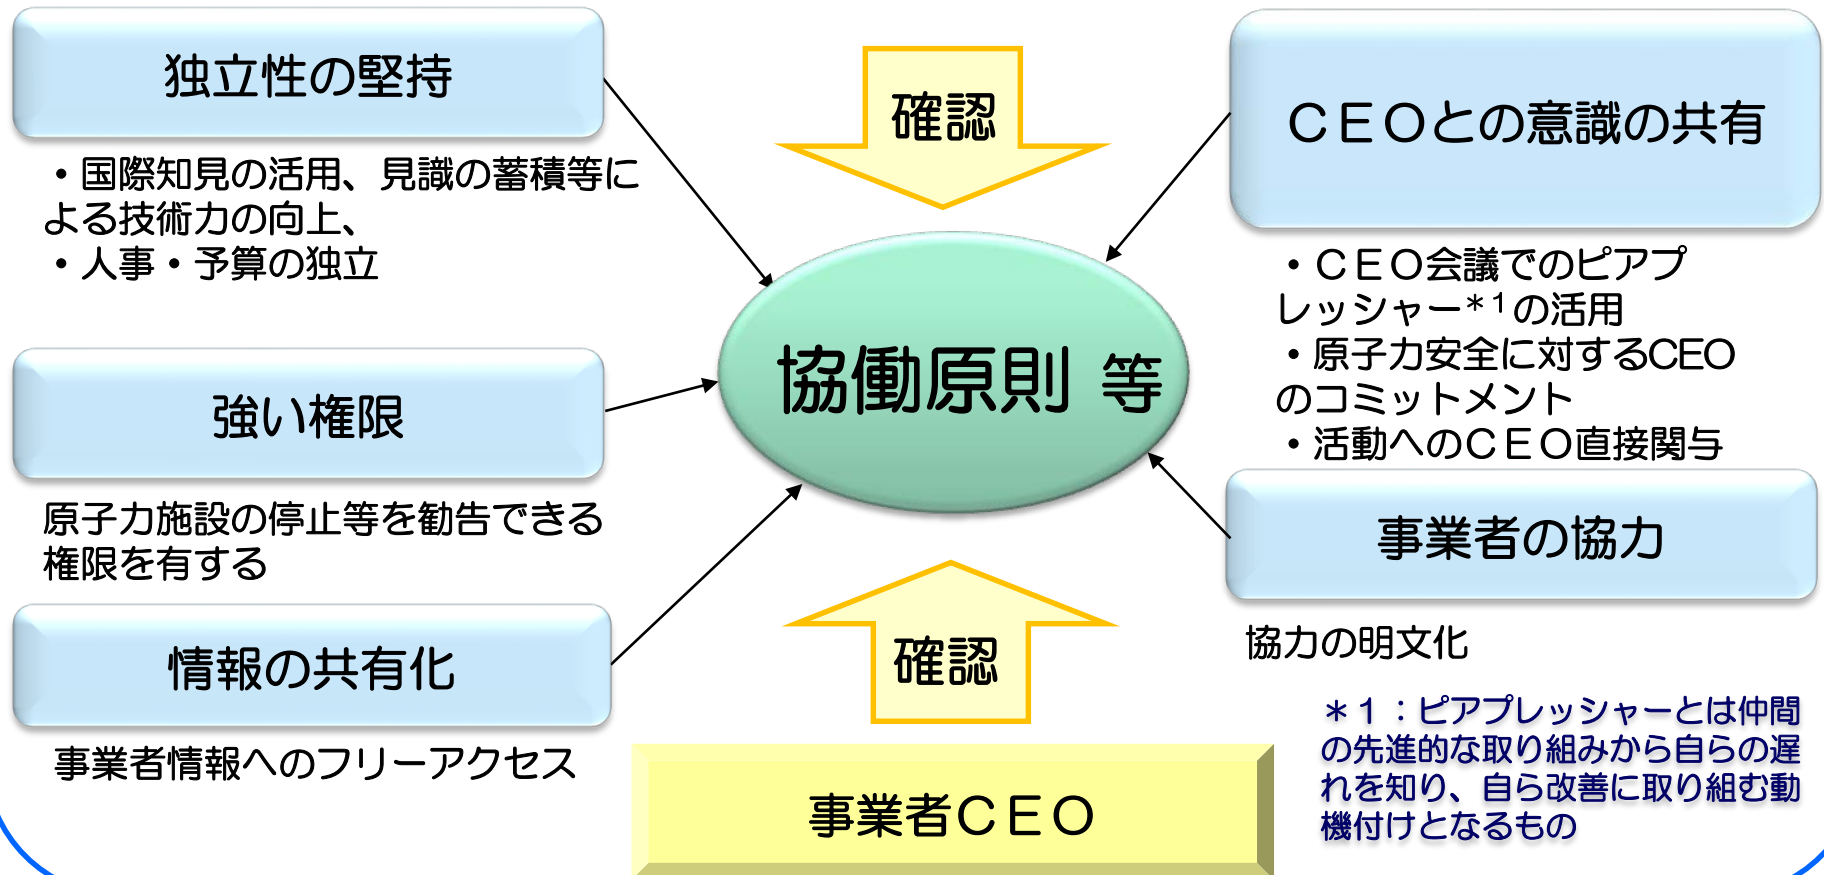 独立性の堅持
・国際知見の活用、見識の蓄積等に
よる技術力の向上、
・人事・予算の独立
強い権限
原子力施設の停止等を勧告できる
権限を有する
情報の共有化
事業者情報へのフリーアクセス
確認
協働原則 等
確認
事業者ＣＥＯ
ＣＥＯとの意識の共有
・ＣＥＯ会議でのピアプ
レッシャー*1の活用
・原子力安全に対するCEO
のコミットメント
・活動へのＣＥＯ直接関与
事業者の協力
協力の明文化
＊１：ピアプレッシャーとは仲間
の先進的な取り組みから自らの遅
れを知り、自ら改善に取り組む動
機付けとなるもの